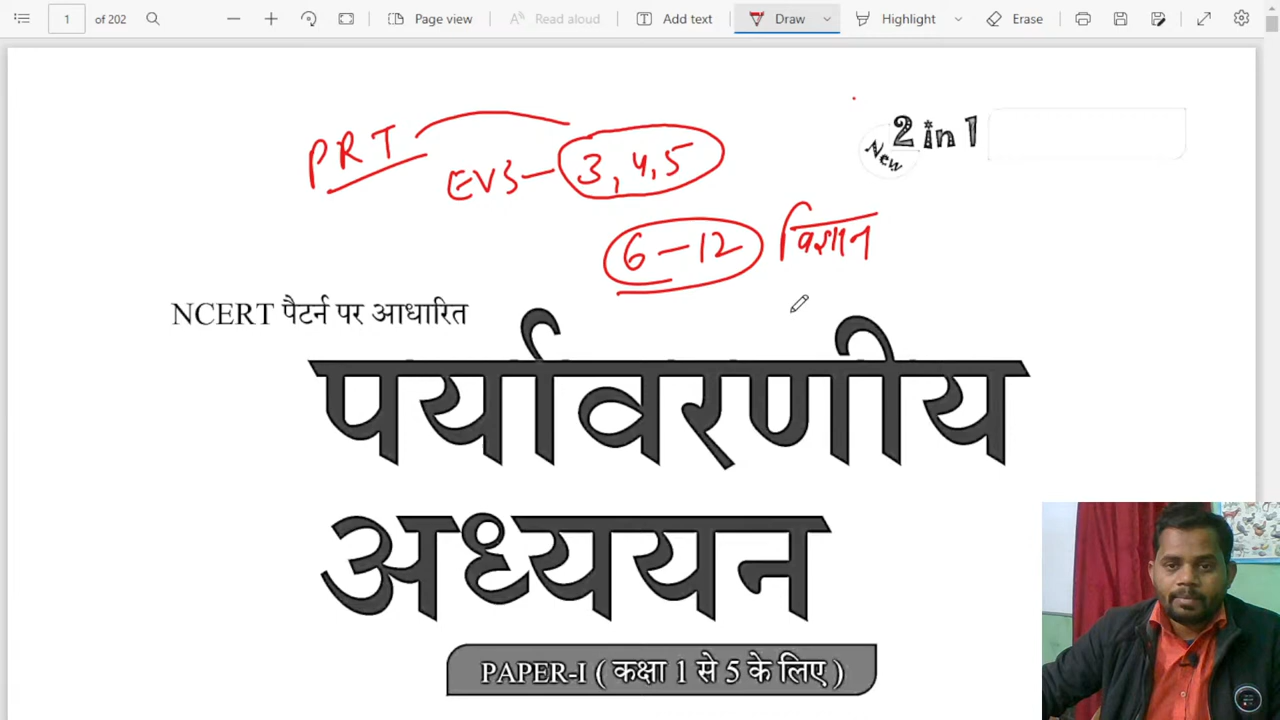 1 of 202 Page view Read aloud Add text Draw Highlight Erase
PRT
EVS — 3, 4, 5
New 2 in 1
6 — 12 विज्ञान
NCERT पैटर्न पर आधारित
पर्यावरणीय
अध्ययन
PAPER-I ( कक्षा 1 से 5 के लिए )